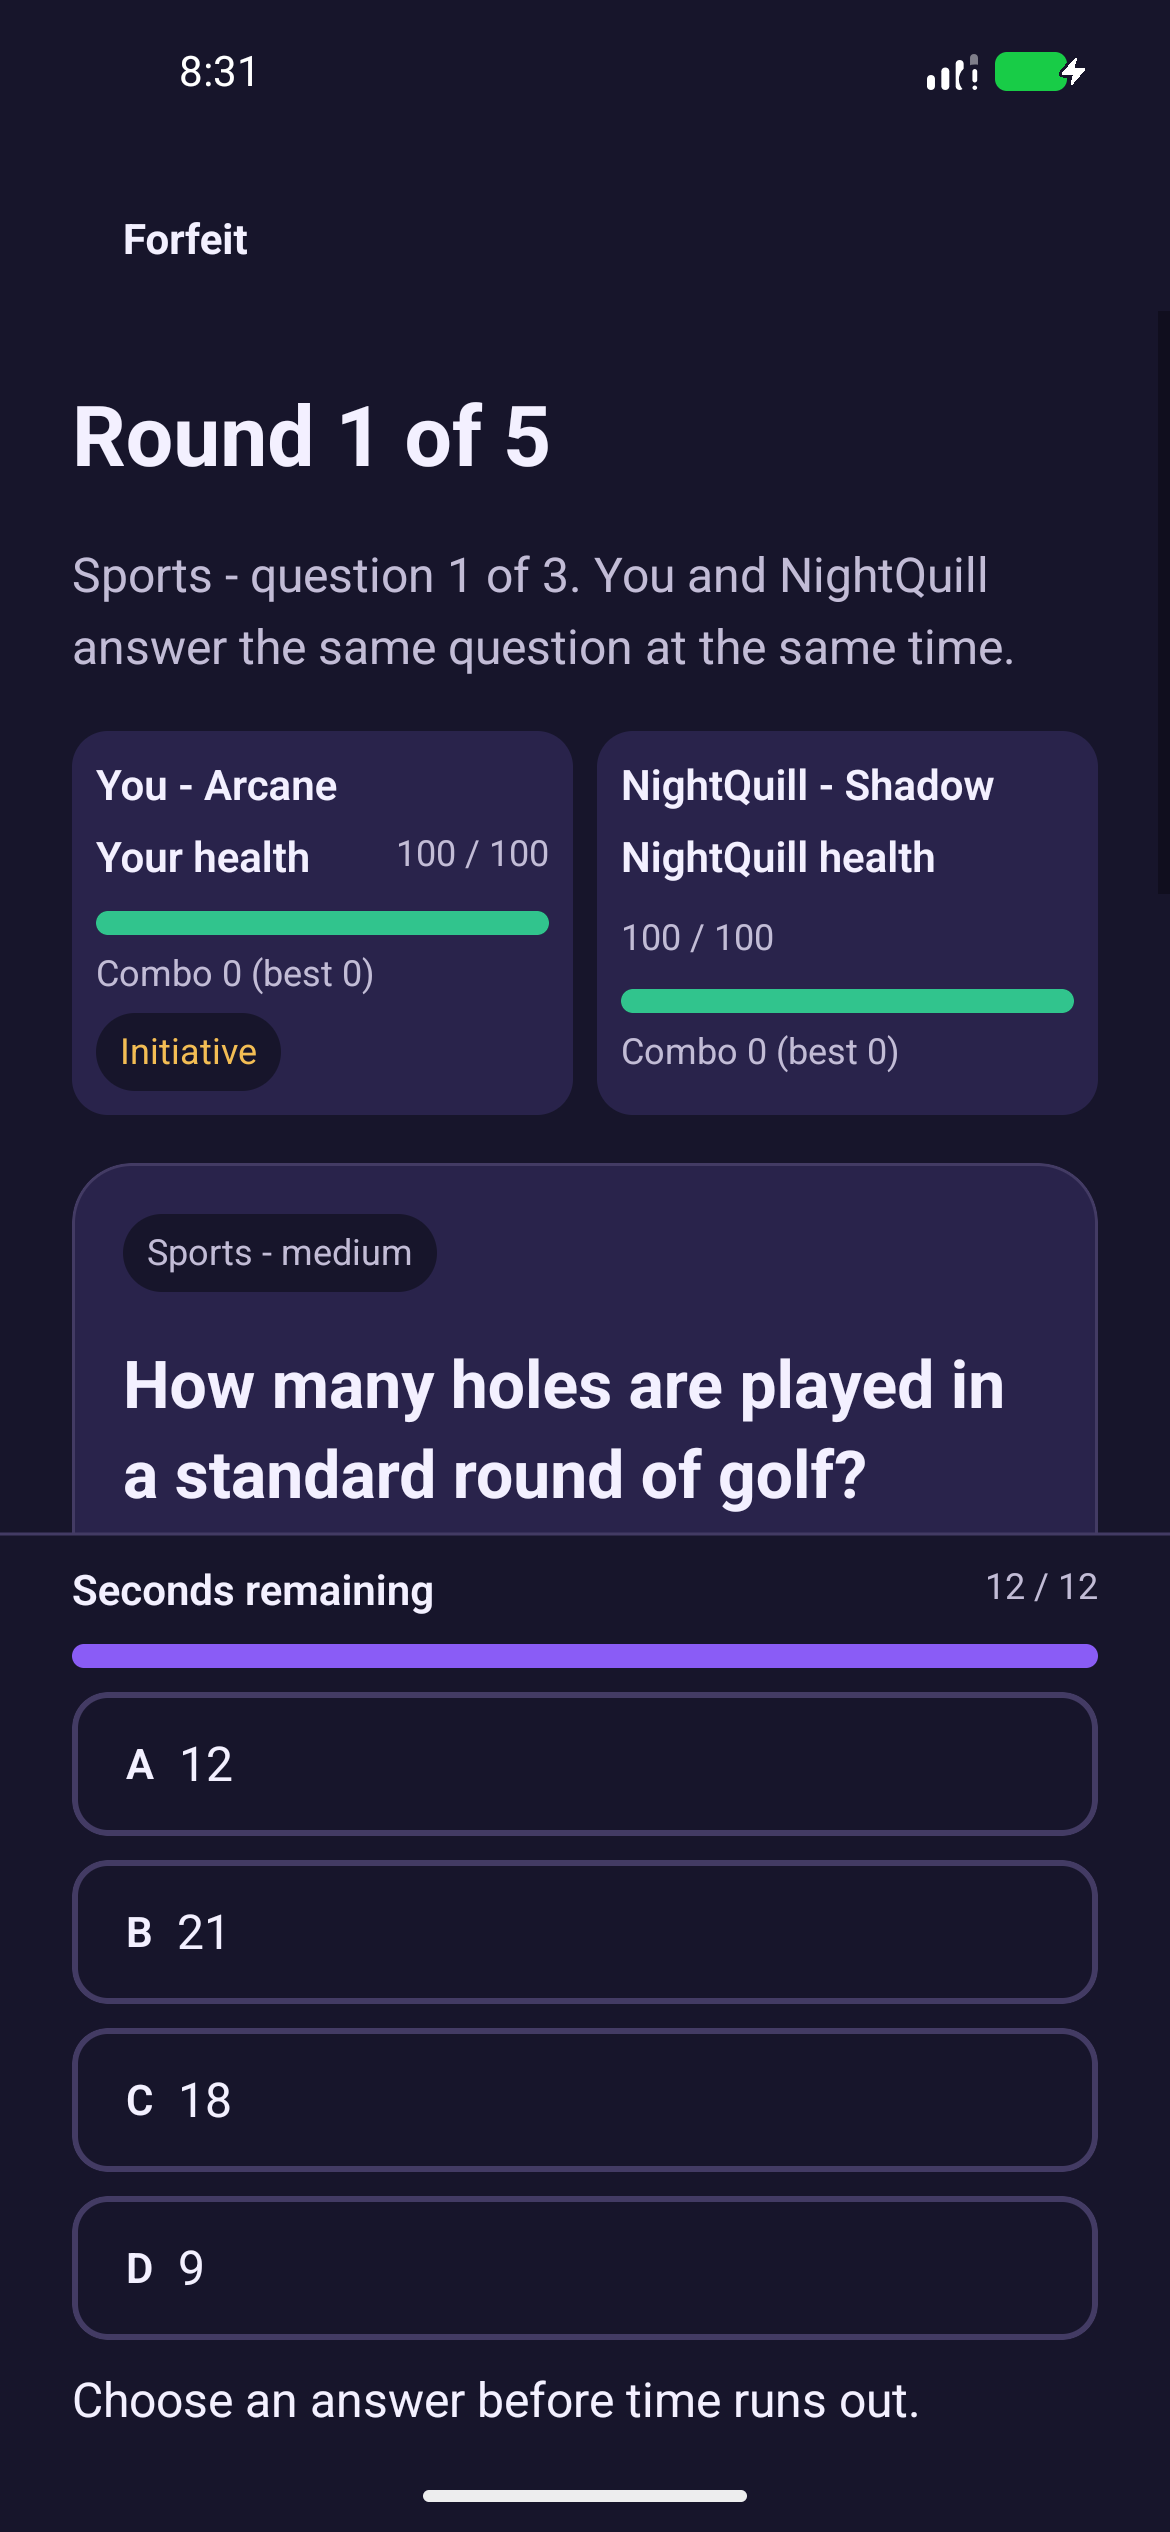 8:31
Forfeit
Round 1 of 5
Sports - question 1 of 3. You and NightQuill
answer the same question at the same time.
You - Arcane
Your health 100 / 100
Combo 0 (best 0)
Initiative
NightQuill - Shadow
NightQuill health
100 / 100
Combo 0 (best 0)
Sports - medium
How many holes are played in
a standard round of golf?
Seconds remaining 12 / 12
A 12
B 21
C 18
D 9
Choose an answer before time runs out.